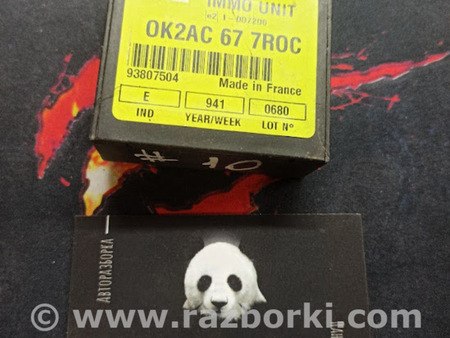 IMMO UNIT
OK2AC 67 7ROC
93807504
Made in France
E 941 0680
IND YEAR/WEEK LOT N°
# 10
АВТОРАЗБОРКА
© www.razborki.com